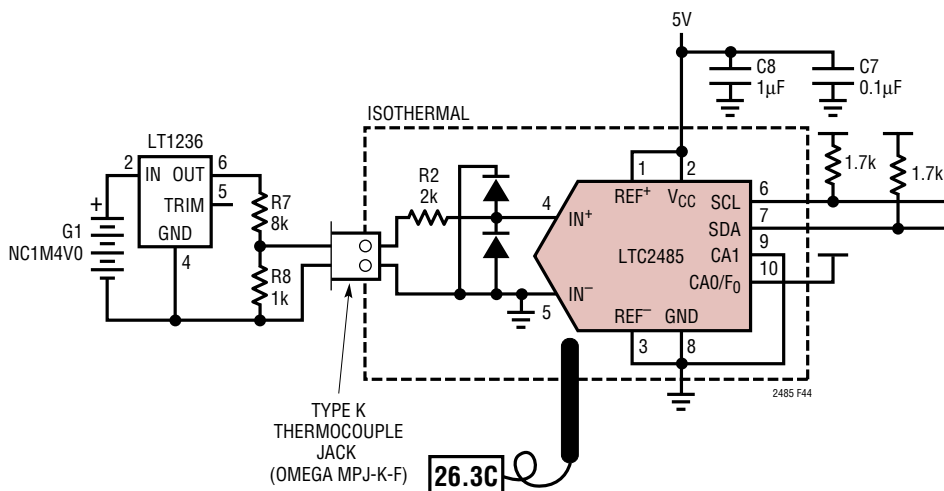 5V
C8
1µF
C7
0.1µF
ISOTHERMAL
LT1236
2
IN
OUT
6
TRIM
5
GND
4
+
G1
NC1M4V0
R7
8k
R8
1k
R2
2k
1
2
REF+
VCC
4
IN+
IN–
5
LTC2485
SCL
6
SDA
7
CA1
9
CA0/F0
10
REF–
GND
3
8
1.7k
1.7k
2485 F44
TYPE K
THERMOCOUPLE
JACK
(OMEGA MPJ-K-F)
26.3C